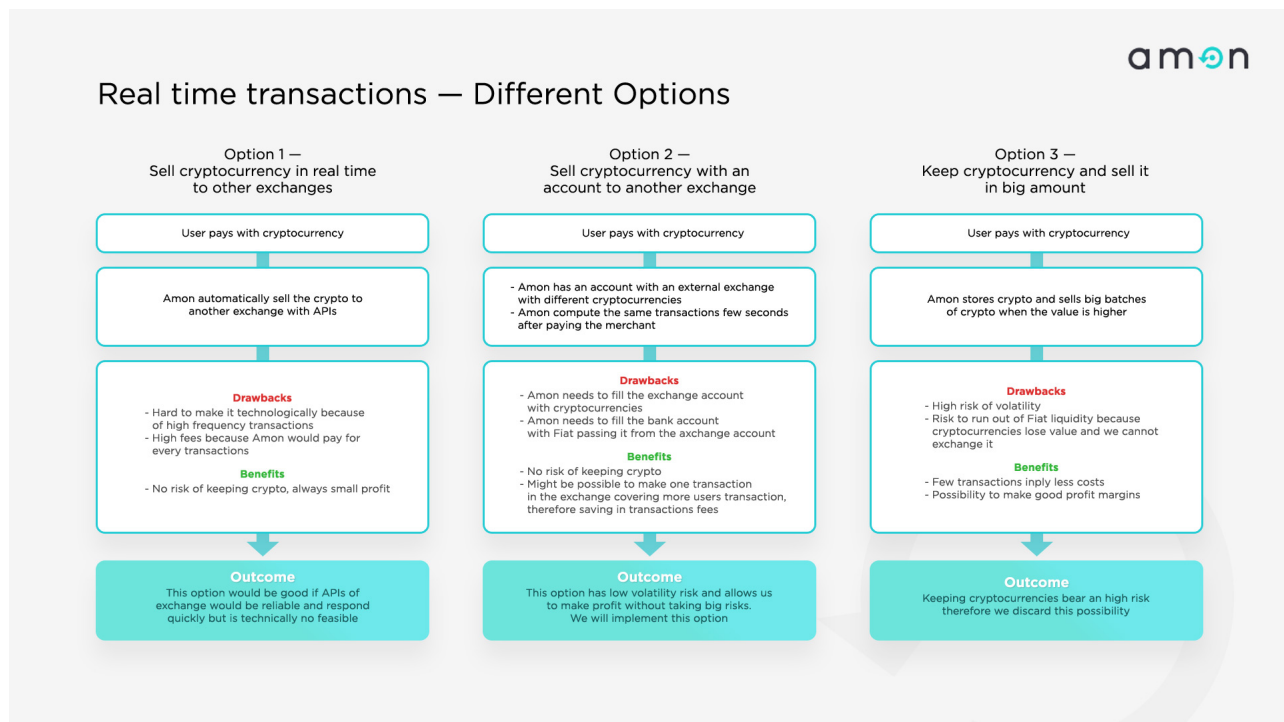 amon
Real time transactions — Different Options
Option 1 —
Sell cryptocurrency in real time
to other exchanges
User pays with cryptocurrency
Amon automatically sell the crypto to
another exchange with APIs
Drawbacks
- Hard to make it technologically because
of high frequency transactions
- High fees because Amon would pay for
every transactions
Benefits
- No risk of keeping crypto, always small profit
Outcome
This option would be good if APIs of
exchange would be reliable and respond
quickly but is technically no feasible
Option 2 —
Sell cryptocurrency with an
account to another exchange
User pays with cryptocurrency
- Amon has an account with an external exchange
with different cryptocurrencies
- Amon compute the same transactions few seconds
after paying the merchant
Drawbacks
- Amon needs to fill the exchange account
with cryptocurrencies
- Amon needs to fill the bank account
with Fiat passing it from the axchange account
Benefits
- No risk of keeping crypto
- Might be possible to make one transaction
in the exchange covering more users transaction,
therefore saving in transactions fees
Outcome
This option has low volatility risk and allows us
to make profit without taking big risks.
We will implement this option
Option 3 —
Keep cryptocurrency and sell it
in big amount
User pays with cryptocurrency
Amon stores crypto and sells big batches
of crypto when the value is higher
Drawbacks
- High risk of volatility
- Risk to run out of Fiat liquidity because
cryptocurrencies lose value and we cannot
exchange it
Benefits
- Few transactions inply less costs
- Possibility to make good profit margins
Outcome
Keeping cryptocurrencies bear an high risk
therefore we discard this possibility